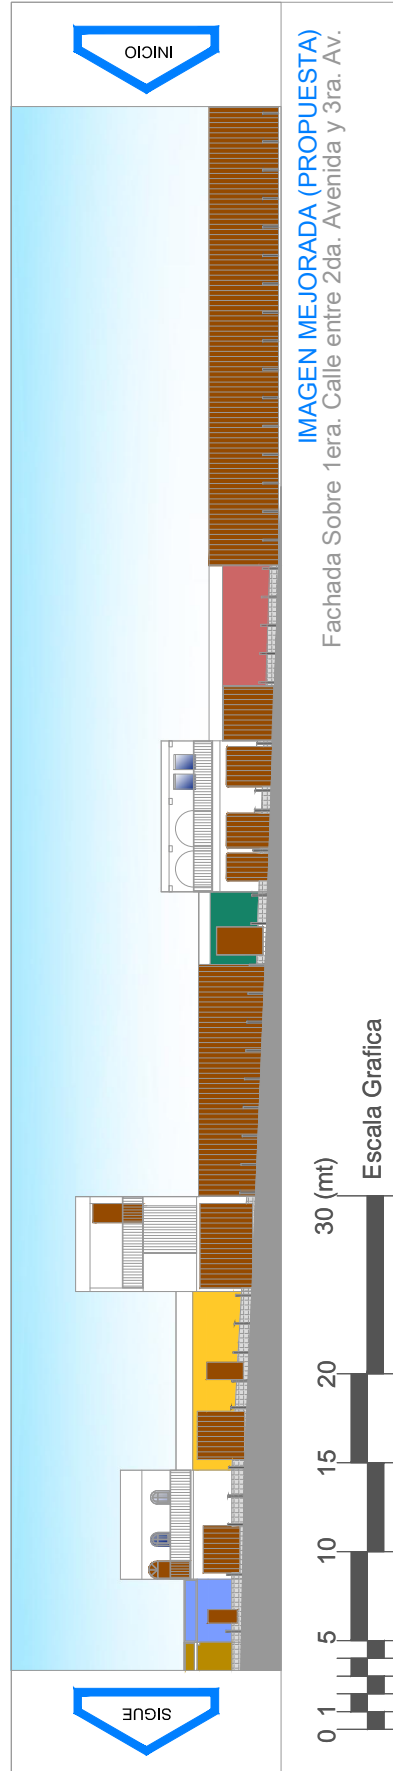 INICIO
SIGUE
IMAGEN MEJORADA (PROPUESTA)
Fachada Sobre 1era. Calle entre 2da. Avenida y 3ra. Av.
0 1 5 10 15 20 30 (mt)
Escala Grafica